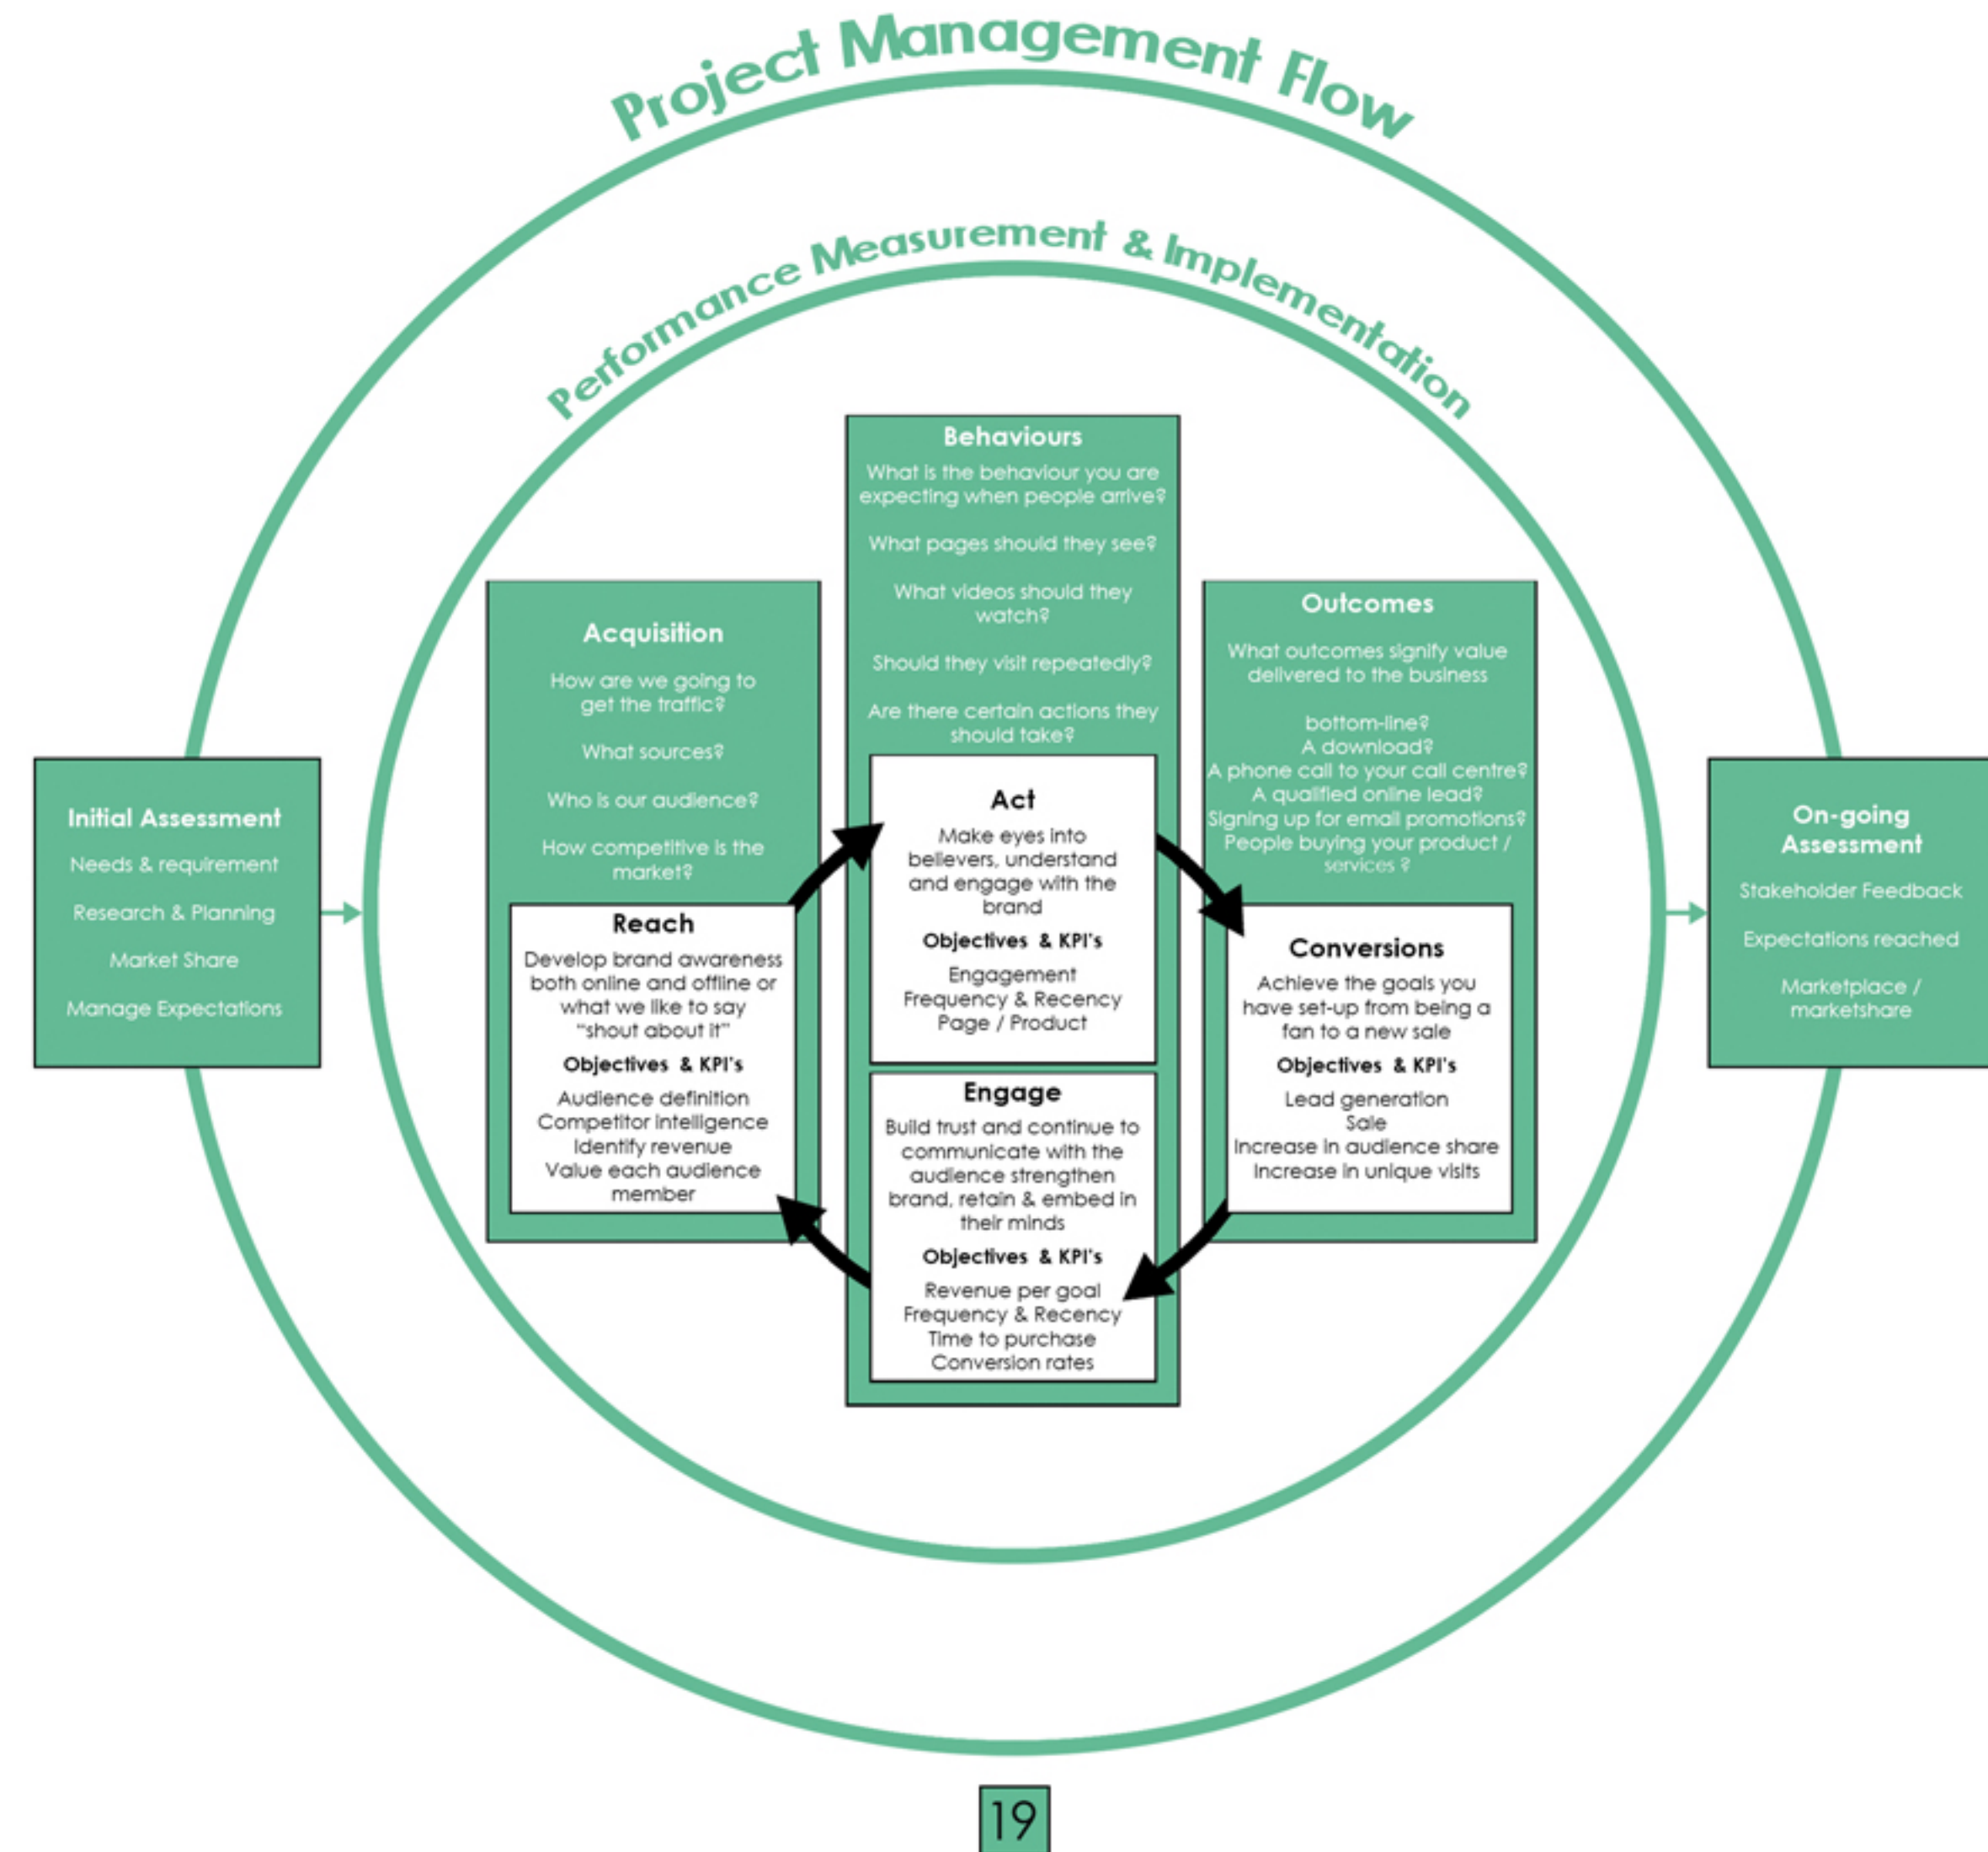 Project Management Flow
Performance Measurement & Implementation
Initial Assessment
Needs & requirement
Research & Planning
Market Share
Manage Expectations
Acquisition
How are we going to
get the traffic?
What sources?
Who is our audience?
How competitive is the
market?
Reach
Develop brand awareness
both online and offline or
what we like to say
“shout about it”
Objectives & KPI's
Audience definition
Competitor intelligence
Identify revenue
Value each audience
member
Behaviours
What is the behaviour you are
expecting when people arrive?
What pages should they see?
What videos should they
watch?
Should they visit repeatedly?
Are there certain actions they
should take?
Act
Make eyes into
believers, understand
and engage with the
brand
Objectives & KPI's
Engagement
Frequency & Recency
Page / Product
Engage
Build trust and continue to
communicate with the
audience strengthen
brand, retain & embed in
their minds
Objectives & KPI's
Revenue per goal
Frequency & Recency
Time to purchase
Conversion rates
Outcomes
What outcomes signify value
delivered to the business
bottom-line?
A download?
A phone call to your call centre?
A qualified online lead?
Signing up for email promotions?
People buying your product /
services ?
Conversions
Achieve the goals you
have set-up from being a
fan to a new sale
Objectives & KPI's
Lead generation
Sale
Increase in audience share
Increase in unique visits
On-going
Assessment
Stakeholder Feedback
Expectations reached
Marketplace /
marketshare
19